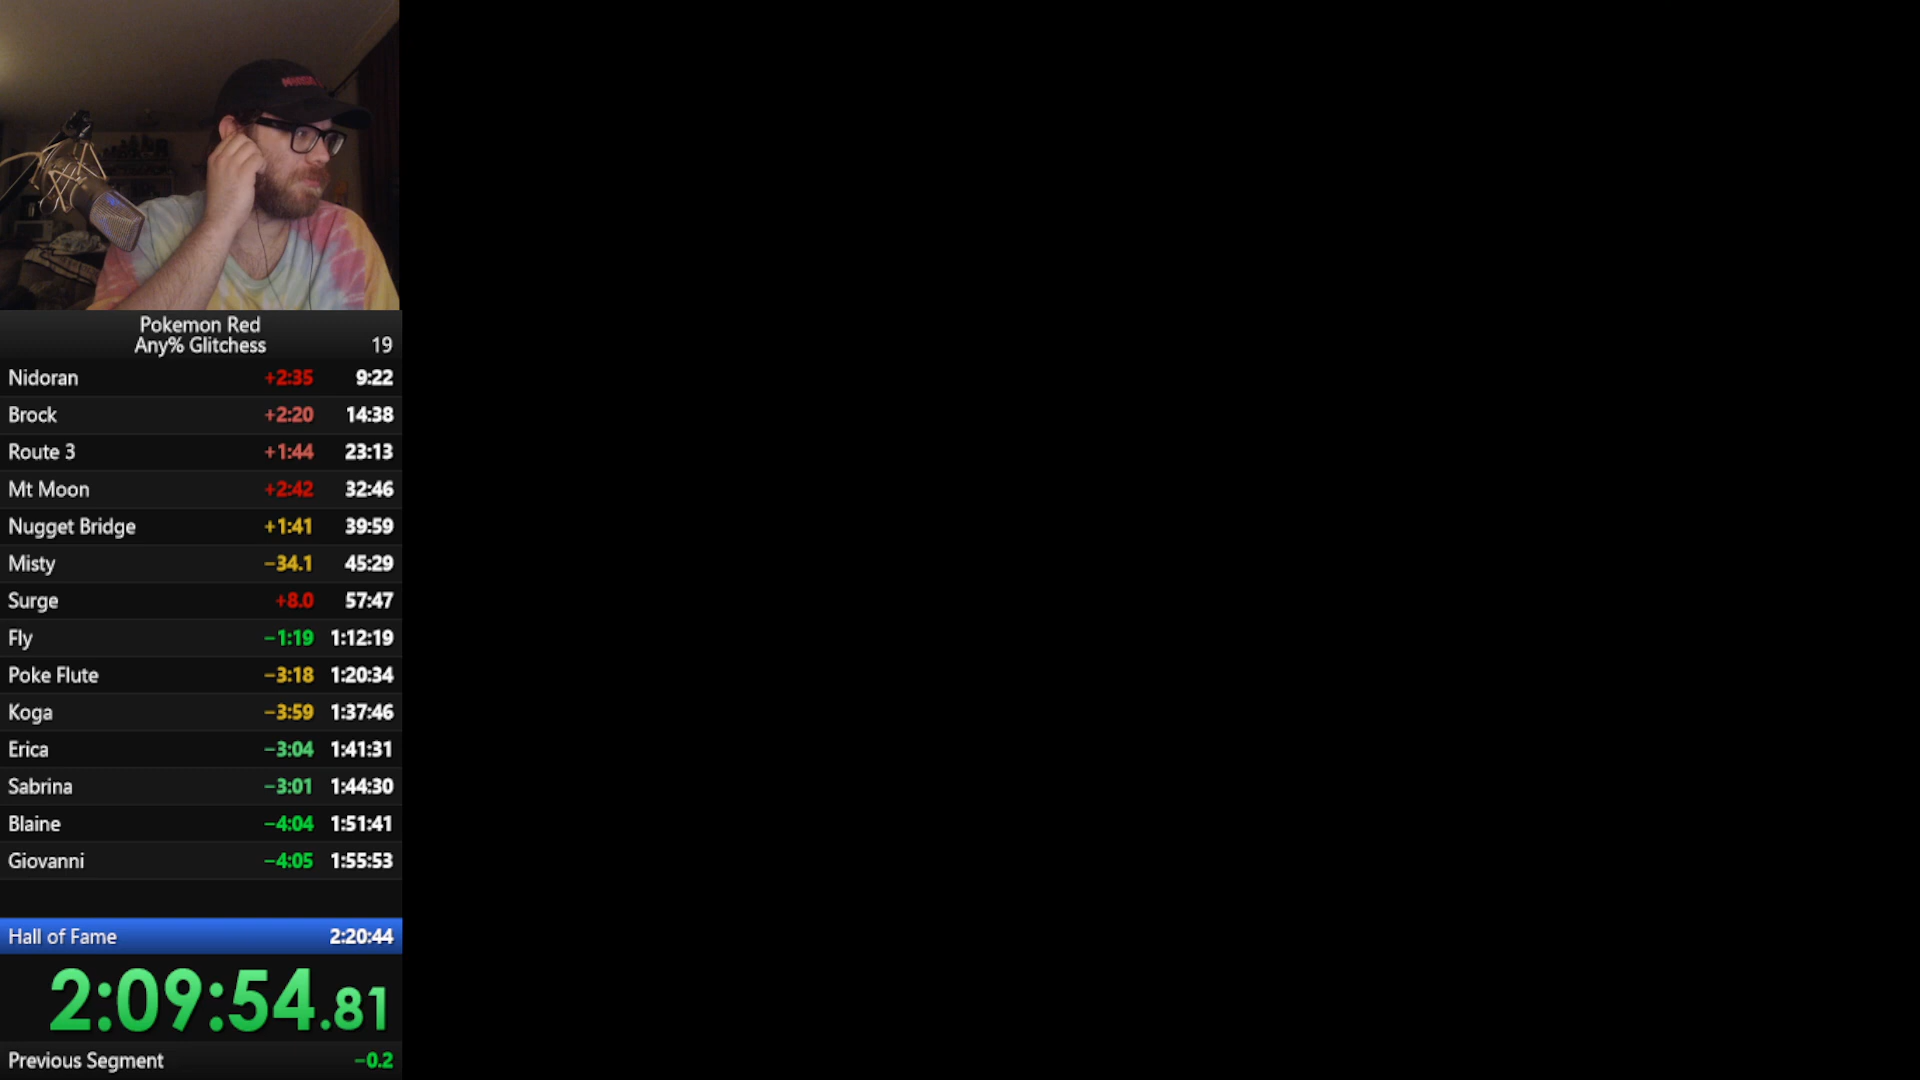 Pokemon Red
Any% Glitchess 19
Nidoran +2:35 9:22
Brock +2:20 14:38
Route 3 +1:44 23:13
Mt Moon +2:42 32:46
Nugget Bridge +1:41 39:59
Misty −34.1 45:29
Surge +8.0 57:47
Fly −1:19 1:12:19
Poke Flute −3:18 1:20:34
Koga −3:59 1:37:46
Erica −3:04 1:41:31
Sabrina −3:01 1:44:30
Blaine −4:04 1:51:41
Giovanni −4:05 1:55:53
Hall of Fame 2:20:44
2:09:54.81
Previous Segment −0.2